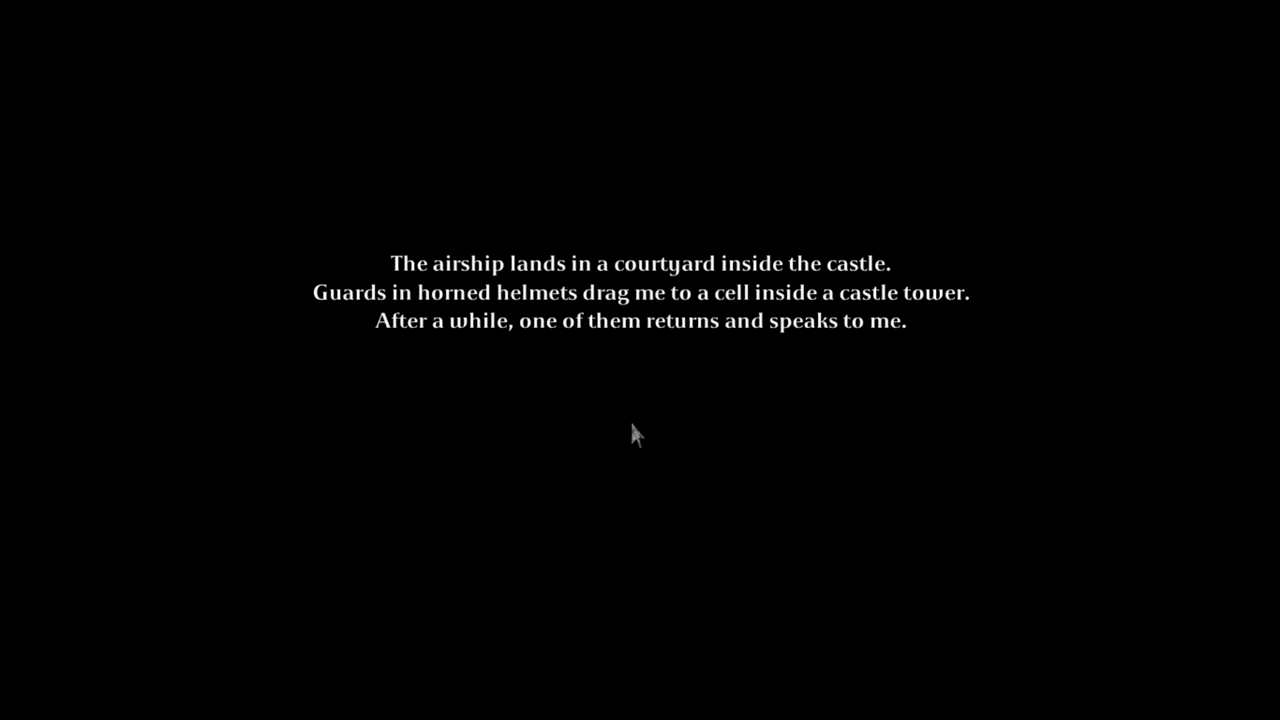 The airship lands in a courtyard inside the castle.
Guards in horned helmets drag me to a cell inside a castle tower.
After a while, one of them returns and speaks to me.